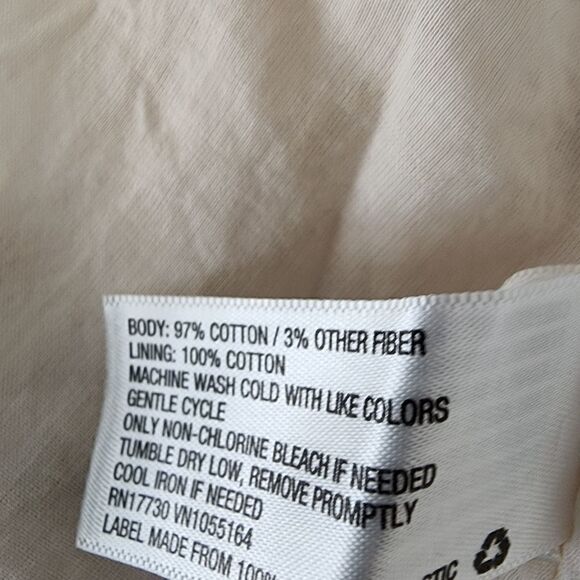 BODY: 97% COTTON / 3% OTHER FIBER
LINING: 100% COTTON
MACHINE WASH COLD WITH LIKE COLORS
GENTLE CYCLE
ONLY NON-CHLORINE BLEACH IF NEEDED
TUMBLE DRY LOW, REMOVE PROMPTLY
COOL IRON IF NEEDED
RN17730 VN1055164
LABEL MADE FROM 100%